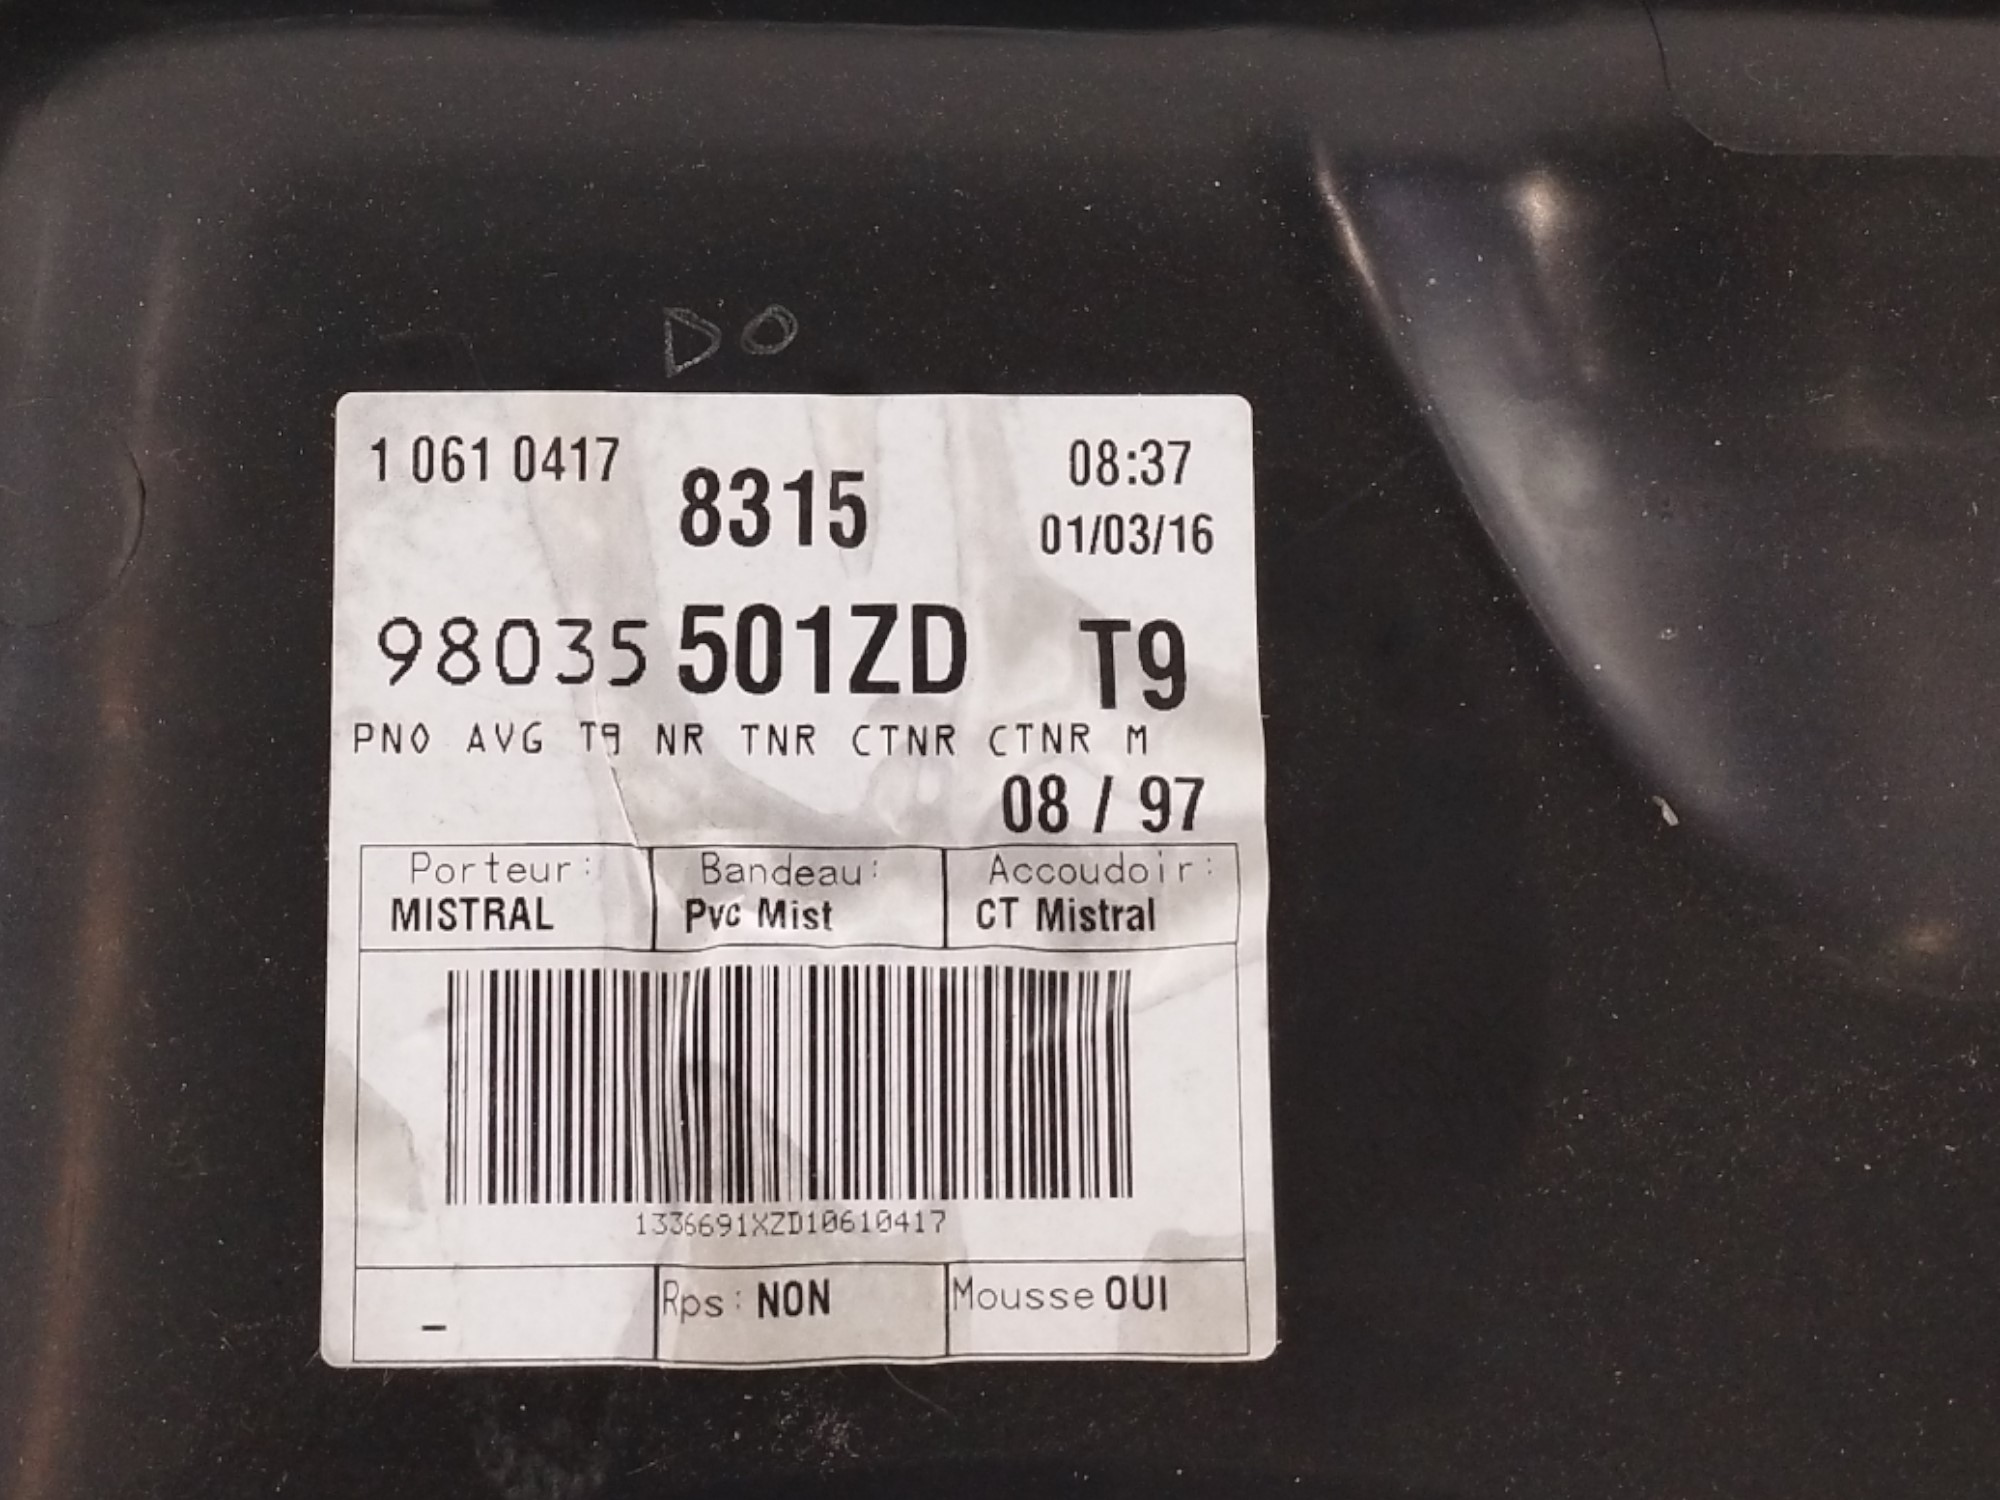 DO
1 061 0417
8315
08:37
01/03/16
98035 501ZD T9
PNO AVG T9 NR TNR CTNR CTNR M
08 / 97
Porteur: Bandeau: Accoudoir:
MISTRAL Pvc Mist CT Mistral
1336691XZD10610417
– Rps: NON Mousse OUI